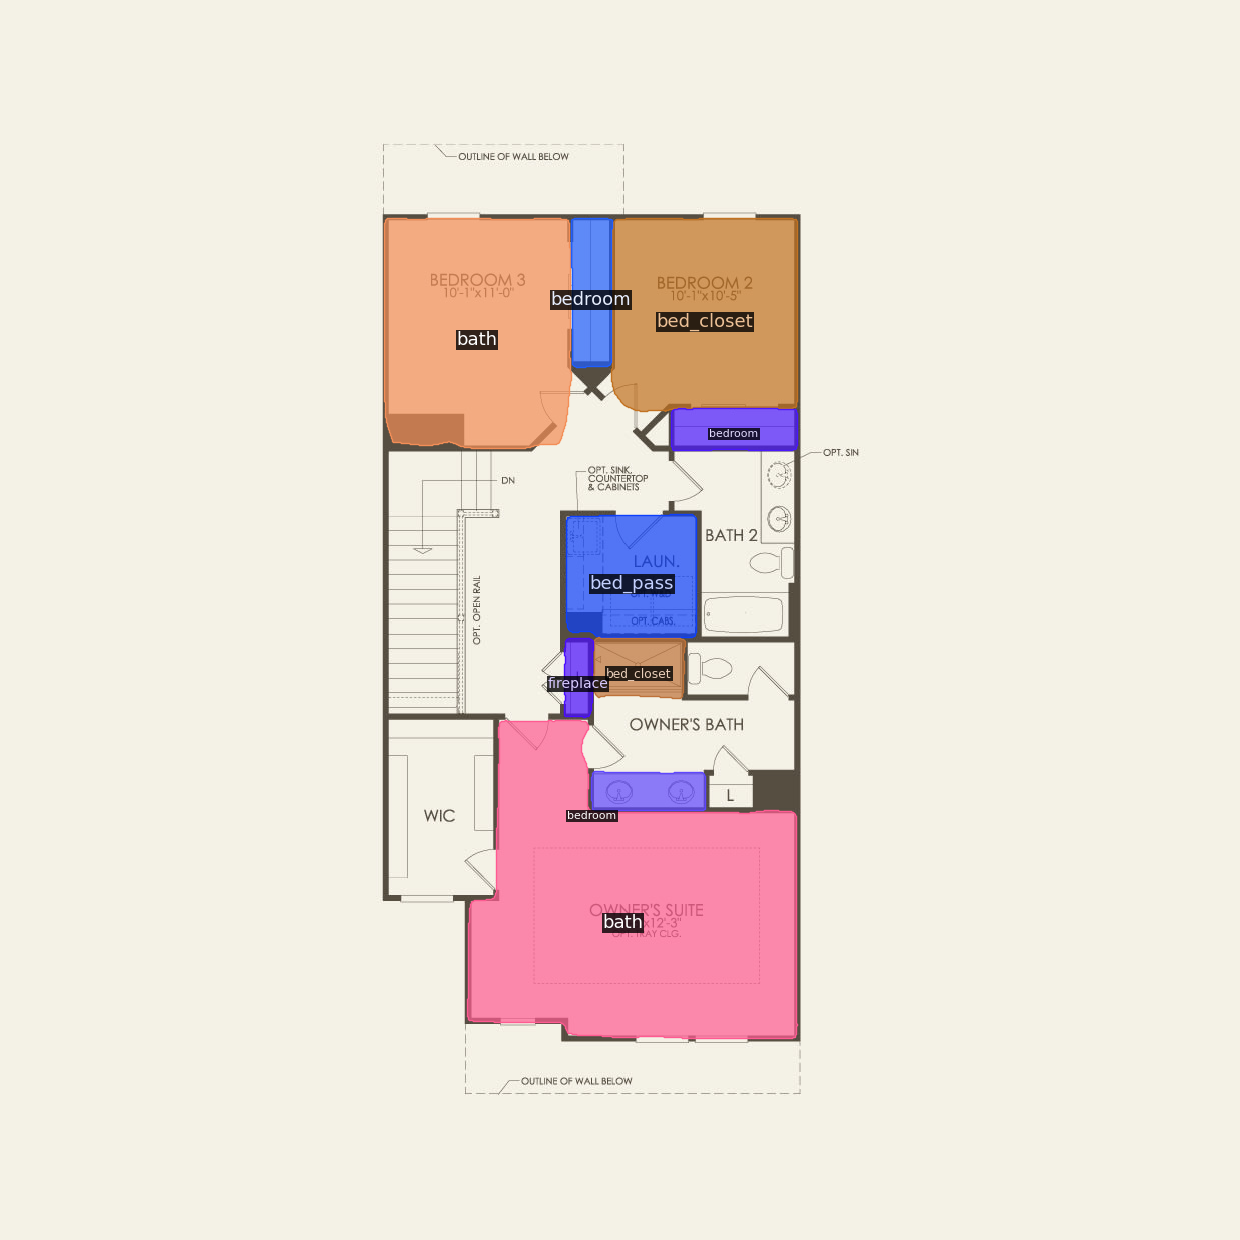 OUTLINE OF WALL BELOW
BEDROOM 3
10'-1"x11'-0"
bath
bedroom
BEDROOM 2
10'-1"x10'-5"
bed_closet
bedroom
OPT. SIN
DN
OPT. SINK,
COUNTERTOP
& CABINETS
BATH 2
LAUN.
bed_pass
OPT. CABS.
OPT. OPEN RAIL
bed_closet
fireplace
OWNER'S BATH
L
WIC
bedroom
OWNER'S SUITE
bath
x12'-3"
OPT. TRAY CLG.
OUTLINE OF WALL BELOW